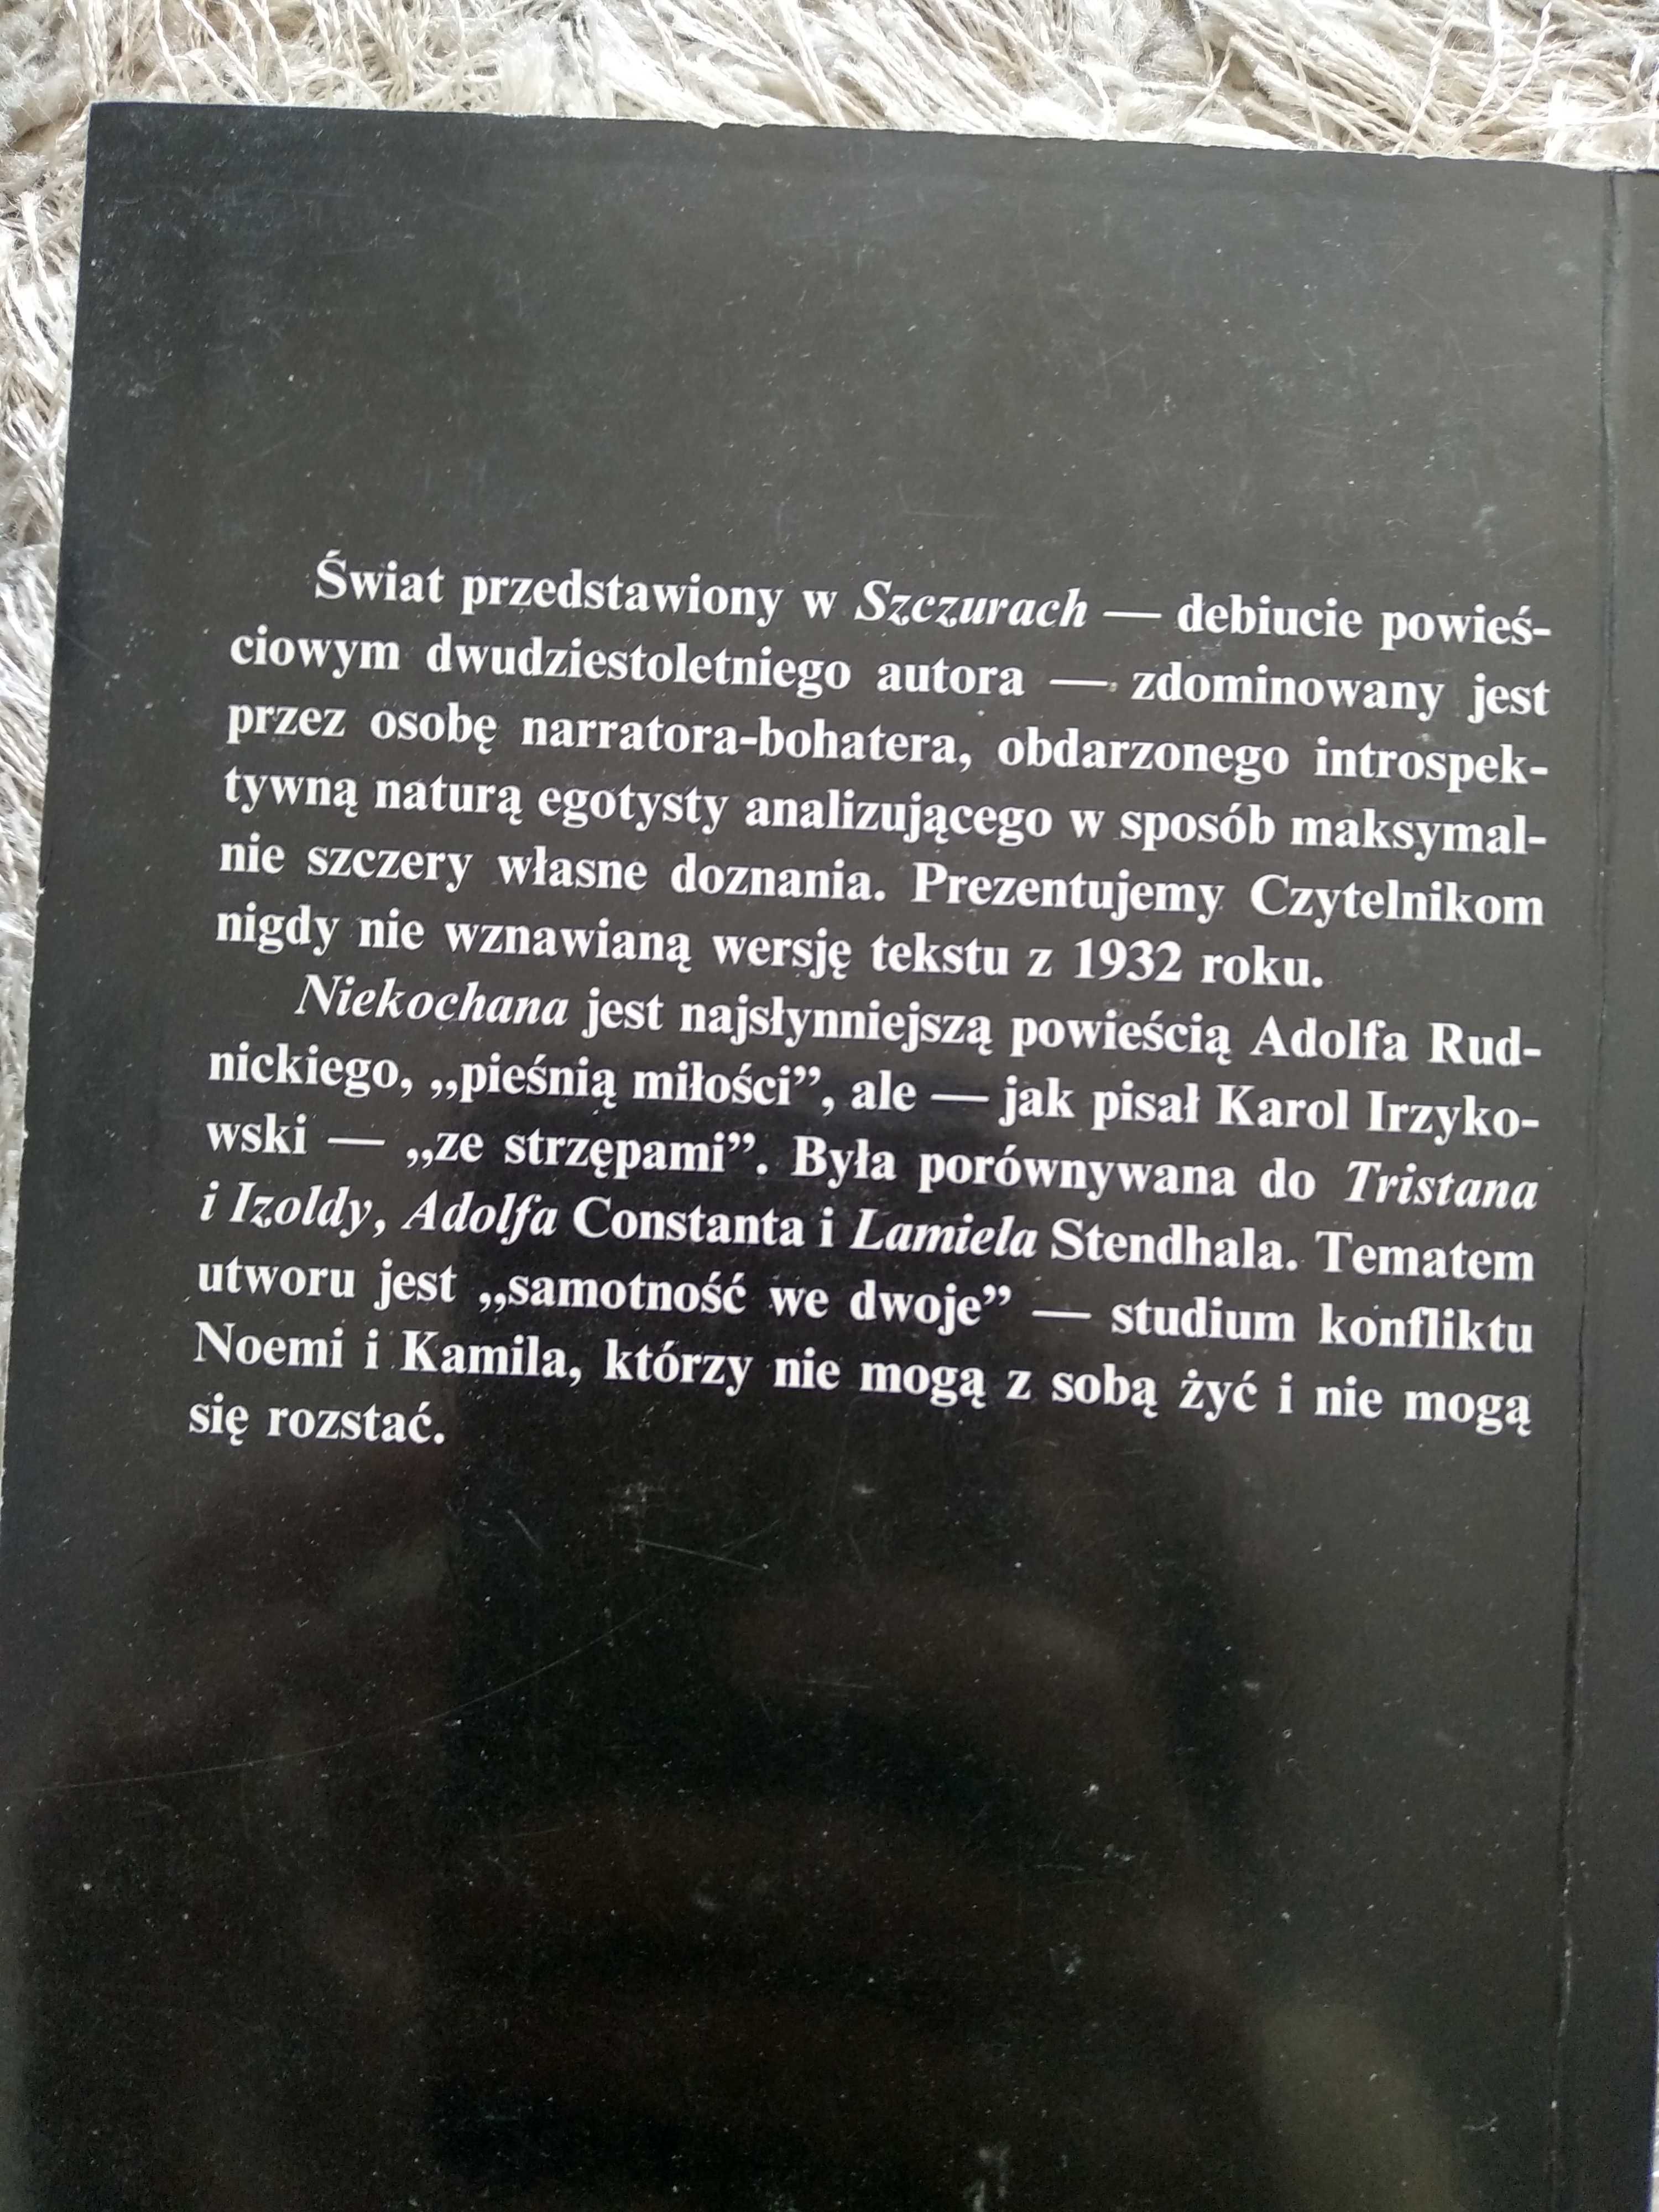 Świat przedstawiony w Szczurach — debiucie powieś-
ciowym dwudziestoletniego autora — zdominowany jest
przez osobę narratora-bohatera, obdarzonego introspek-
tywną naturą egotysty analizującego w sposób maksymal-
nie szczery własne doznania. Prezentujemy Czytelnikom
nigdy nie wznawianą wersję tekstu z 1932 roku.
Niekochana jest najsłynniejszą powieścią Adolfa Rud-
nickiego, „pieśnią miłości”, ale — jak pisał Karol Irzyko-
wski — „ze strzępami”. Była porównywana do Tristana
i Izoldy, Adolfa Constanta i Lamiela Stendhala. Tematem
utworu jest „samotność we dwoje” — studium konfliktu
Noemi i Kamila, którzy nie mogą z sobą żyć i nie mogą
się rozstać.